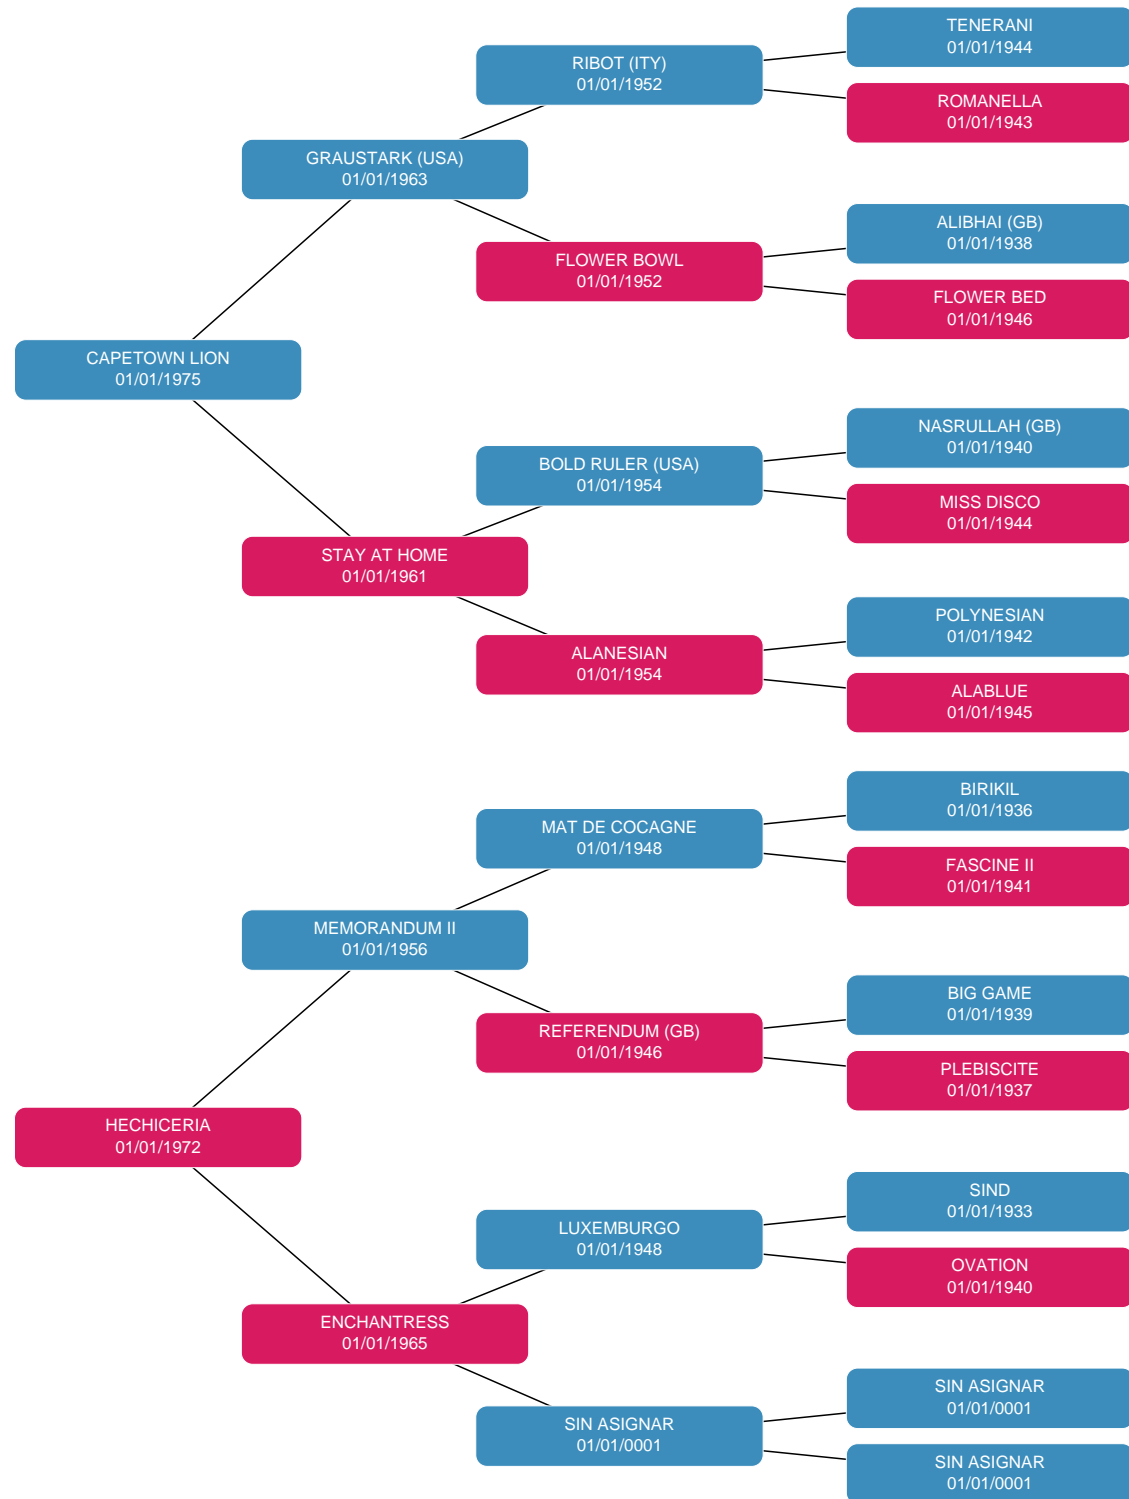 TENERANI
01/01/1944
RIBOT (ITY)
01/01/1952
ROMANELLA
01/01/1943
GRAUSTARK (USA)
01/01/1963
ALIBHAI (GB)
01/01/1938
FLOWER BOWL
01/01/1952
FLOWER BED
01/01/1946
CAPETOWN LION
01/01/1975
NASRULLAH (GB)
01/01/1940
BOLD RULER (USA)
01/01/1954
MISS DISCO
01/01/1944
STAY AT HOME
01/01/1961
POLYNESIAN
01/01/1942
ALANESIAN
01/01/1954
ALABLUE
01/01/1945
BIRIKIL
01/01/1936
MAT DE COCAGNE
01/01/1948
FASCINE II
01/01/1941
MEMORANDUM II
01/01/1956
BIG GAME
01/01/1939
REFERENDUM (GB)
01/01/1946
PLEBISCITE
01/01/1937
HECHICERIA
01/01/1972
SIND
01/01/1933
LUXEMBURGO
01/01/1948
OVATION
01/01/1940
ENCHANTRESS
01/01/1965
SIN ASIGNAR
01/01/0001
SIN ASIGNAR
01/01/0001
SIN ASIGNAR
01/01/0001